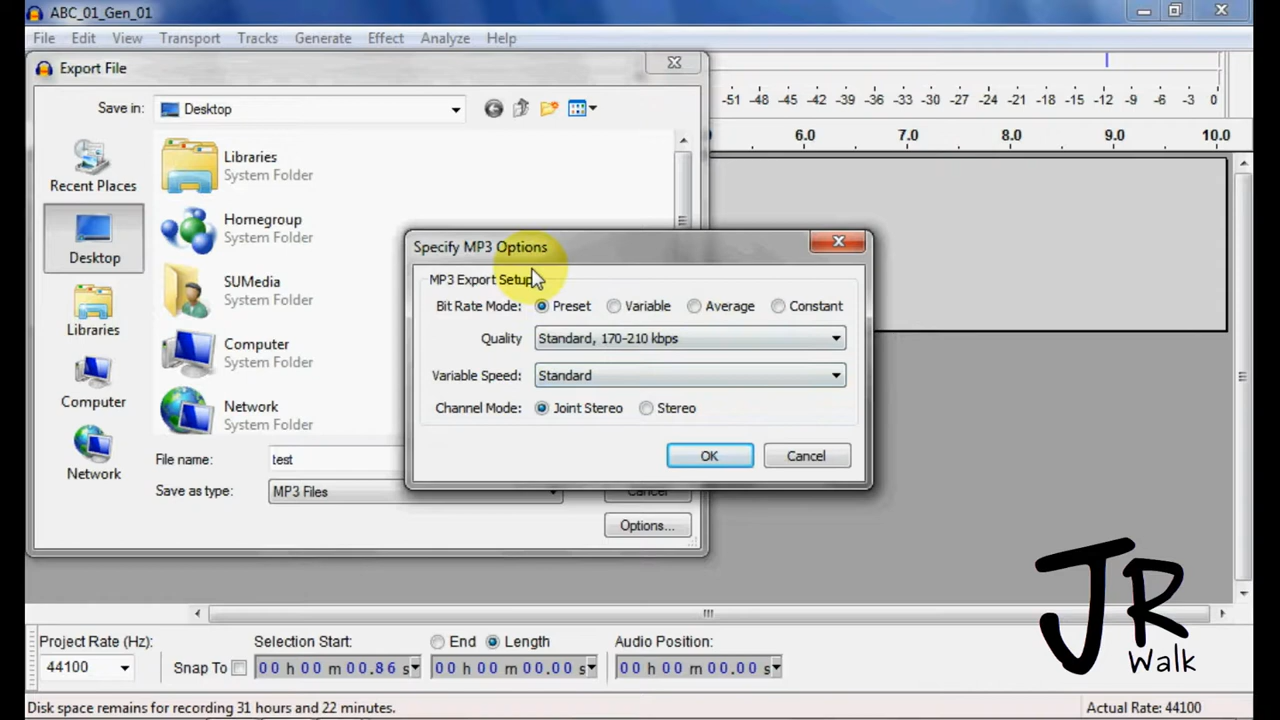 ABC_01_Gen_01
File Edit View Transport Tracks Generate Effect Analyze Help
Export File
-51 -48 -45 -42 -39 -36 -33 -30 -27 -24 -21 -18 -15 -12 -9 -6 -3 0
6.0 7.0 8.0 9.0 10.0
Save in: Desktop
Recent Places
Desktop
Libraries
Computer
Network
Libraries
System Folder
Homegroup
System Folder
SUMedia
System Folder
Computer
System Folder
Network
System Folder
File name: test
Save as type: MP3 Files
Cancel
Options...
Specify MP3 Options
MP3 Export Setup
Bit Rate Mode: Preset Variable Average Constant
Quality Standard, 170-210 kbps
Variable Speed: Standard
Channel Mode: Joint Stereo Stereo
OK Cancel
JR
Walk
Project Rate (Hz): Selection Start: End Length Audio Position:
44100 Snap To 00 h 00 m 00.86 s 00 h 00 m 00.00 s 00 h 00 m 00.00 s
Disk space remains for recording 31 hours and 22 minutes. Actual Rate: 44100